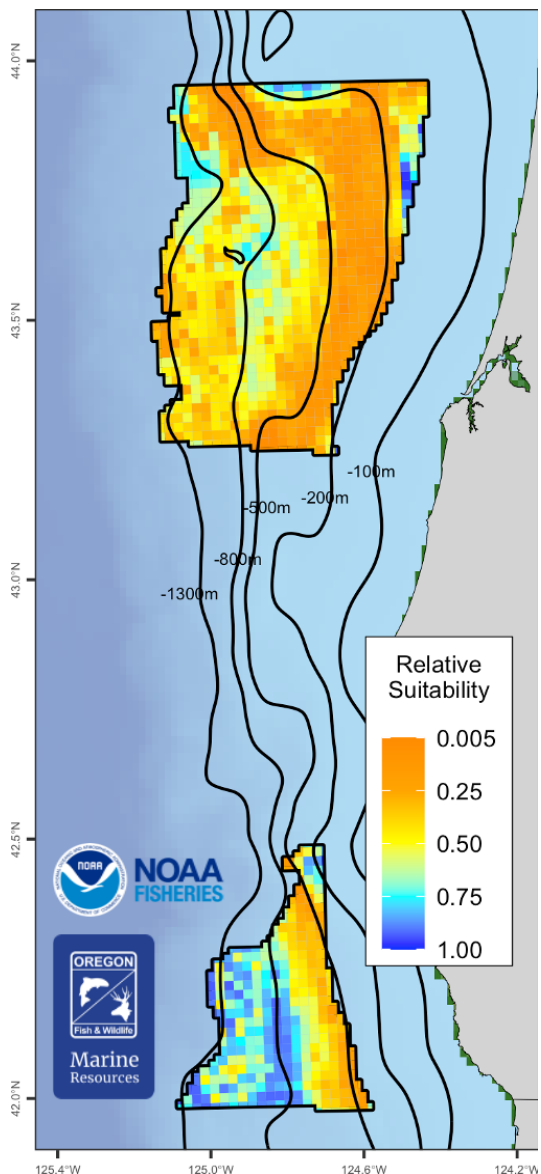 44.0°N
43.5°N
43.0°N
42.5°N
42.0°N
-100m
-200m
-500m
-800m
-1300m
Relative
Suitability
0.005
0.25
0.50
0.75
1.00
NOAA
NOAA
FISHERIES
OREGON
Fish & Wildlife
Marine
Resources
125.4°W
125.0°W
124.6°W
124.2°W